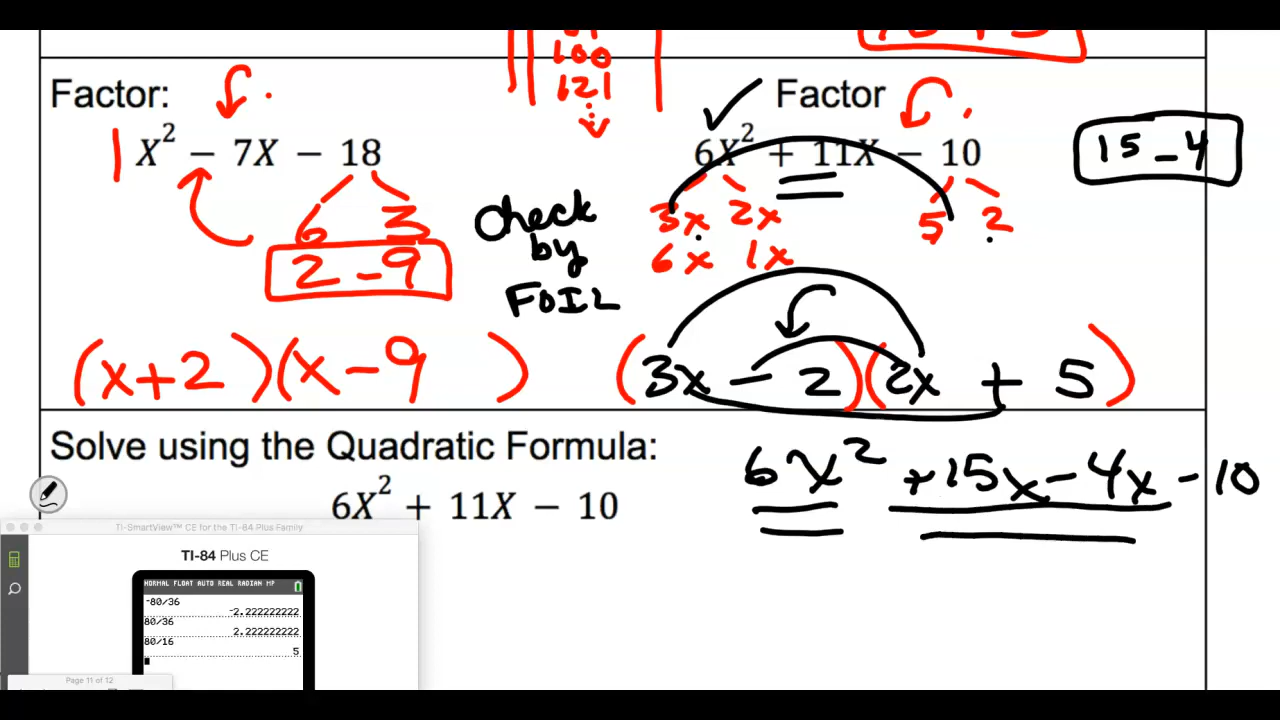 100
121
Factor:
1X² − 7X − 18
6 3
2 − 9
(x+2)(x−9 )
Check
by
FOIL
Factor
6X² + 11X − 10
15 − 4
3x 2x 5 2
6x 1x
(3x − 2)(2x + 5)
6x² +15x − 4x − 10
Solve using the Quadratic Formula:
6X² + 11X − 10
TI-SmartView™ CE for the TI-84 Plus Family
TI-84 Plus CE
NORMAL FLOAT AUTO REAL RADIAN MP
-80/36
-2.222222222
80/36
2.222222222
80/16
5
Page 11 of 12